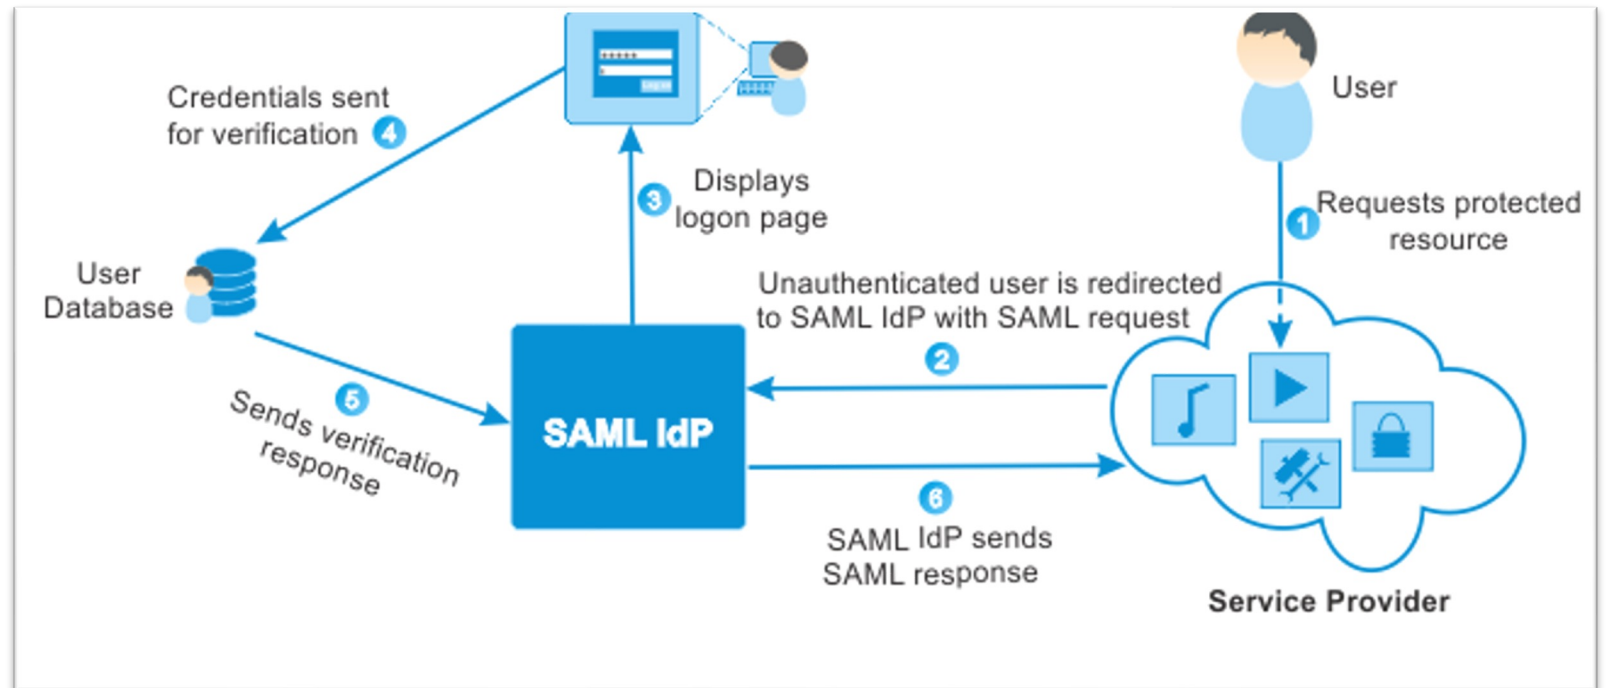 User
1
Requests protected
resource
Unauthenticated user is redirected
to SAML IdP with SAML request
2
3
Displays
logon page
Credentials sent
for verification 4
User
Database
5
Sends verification
response
SAML IdP
6
SAML IdP sends
SAML response
Service Provider